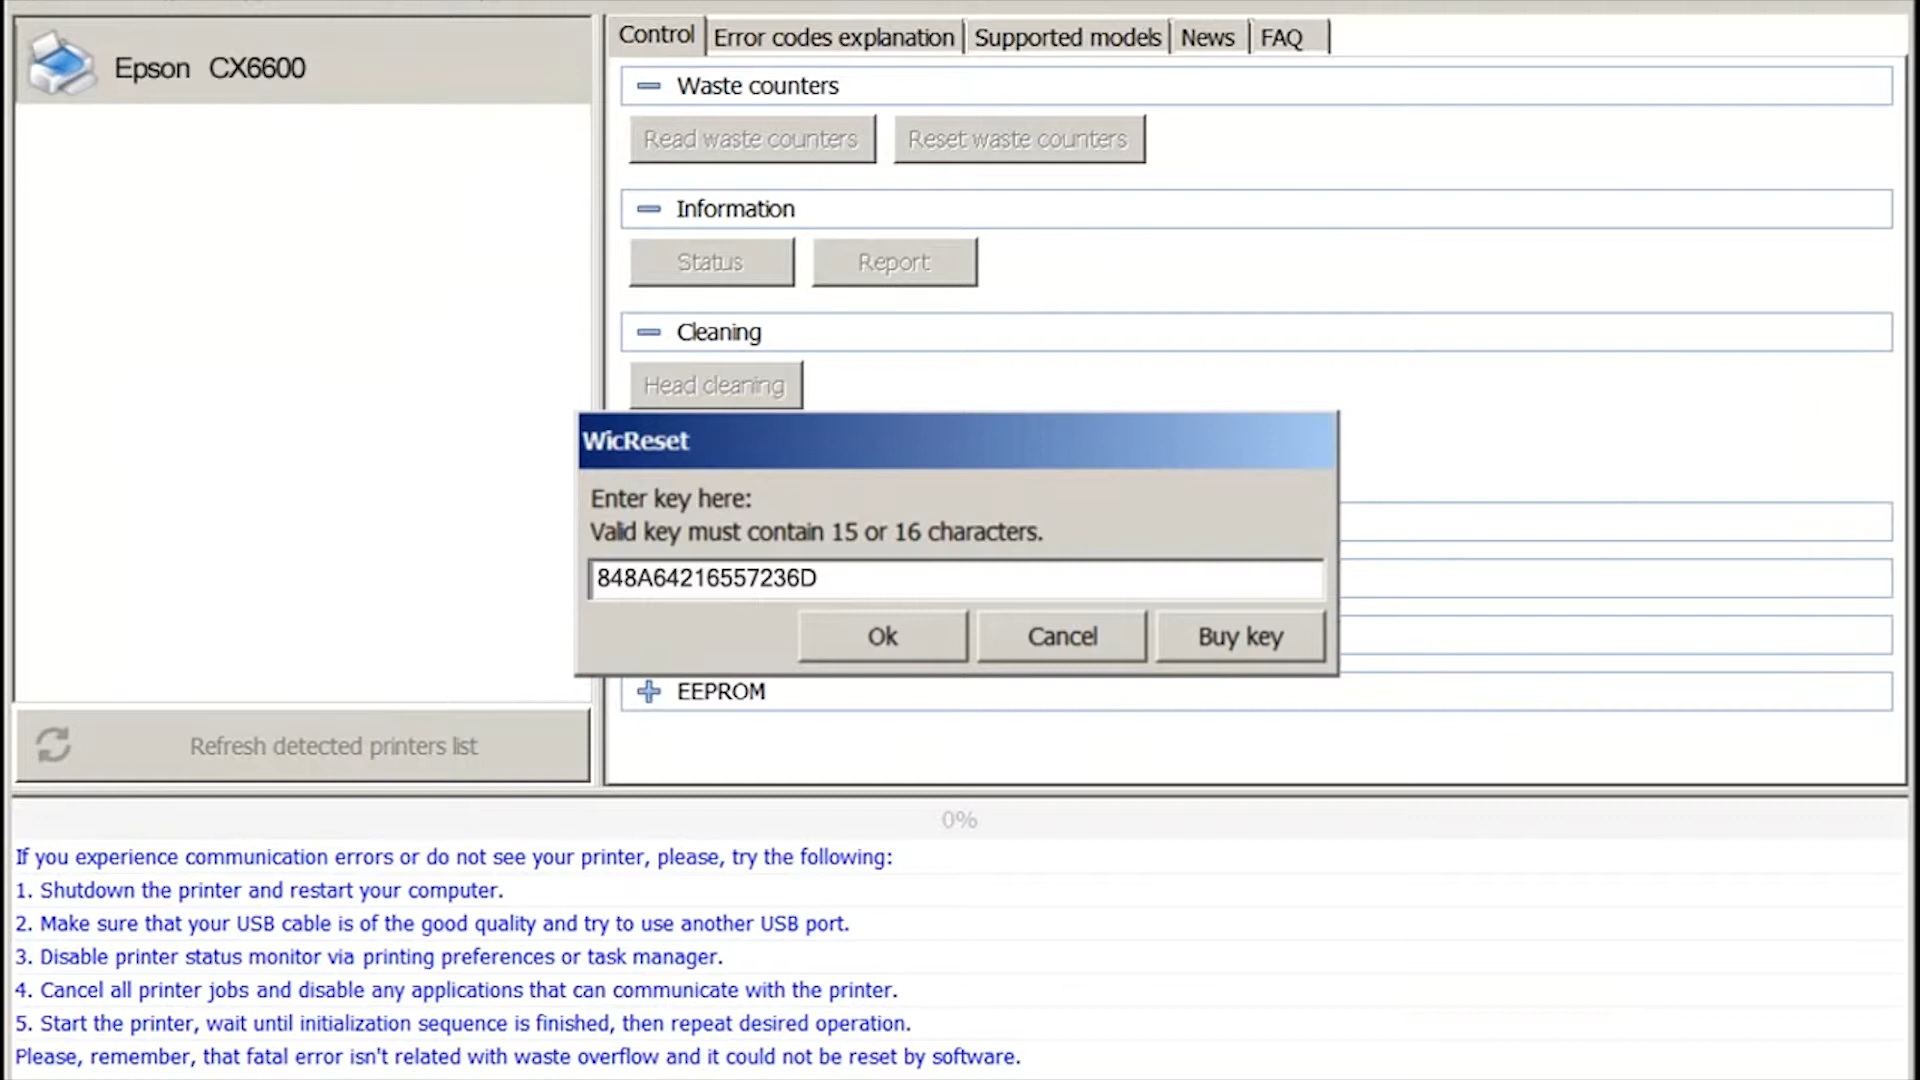 Epson CX6600
Control
Error codes explanation
Supported models
News
FAQ
Waste counters
Read waste counters
Reset waste counters
Information
Status
Report
Cleaning
Head cleaning
WicReset
Enter key here:
Valid key must contain 15 or 16 characters.
848A64216557236D
Ok
Cancel
Buy key
EEPROM
Refresh detected printers list
0%
If you experience communication errors or do not see your printer, please, try the following:
1. Shutdown the printer and restart your computer.
2. Make sure that your USB cable is of the good quality and try to use another USB port.
3. Disable printer status monitor via printing preferences or task manager.
4. Cancel all printer jobs and disable any applications that can communicate with the printer.
5. Start the printer, wait until initialization sequence is finished, then repeat desired operation.
Please, remember, that fatal error isn't related with waste overflow and it could not be reset by software.